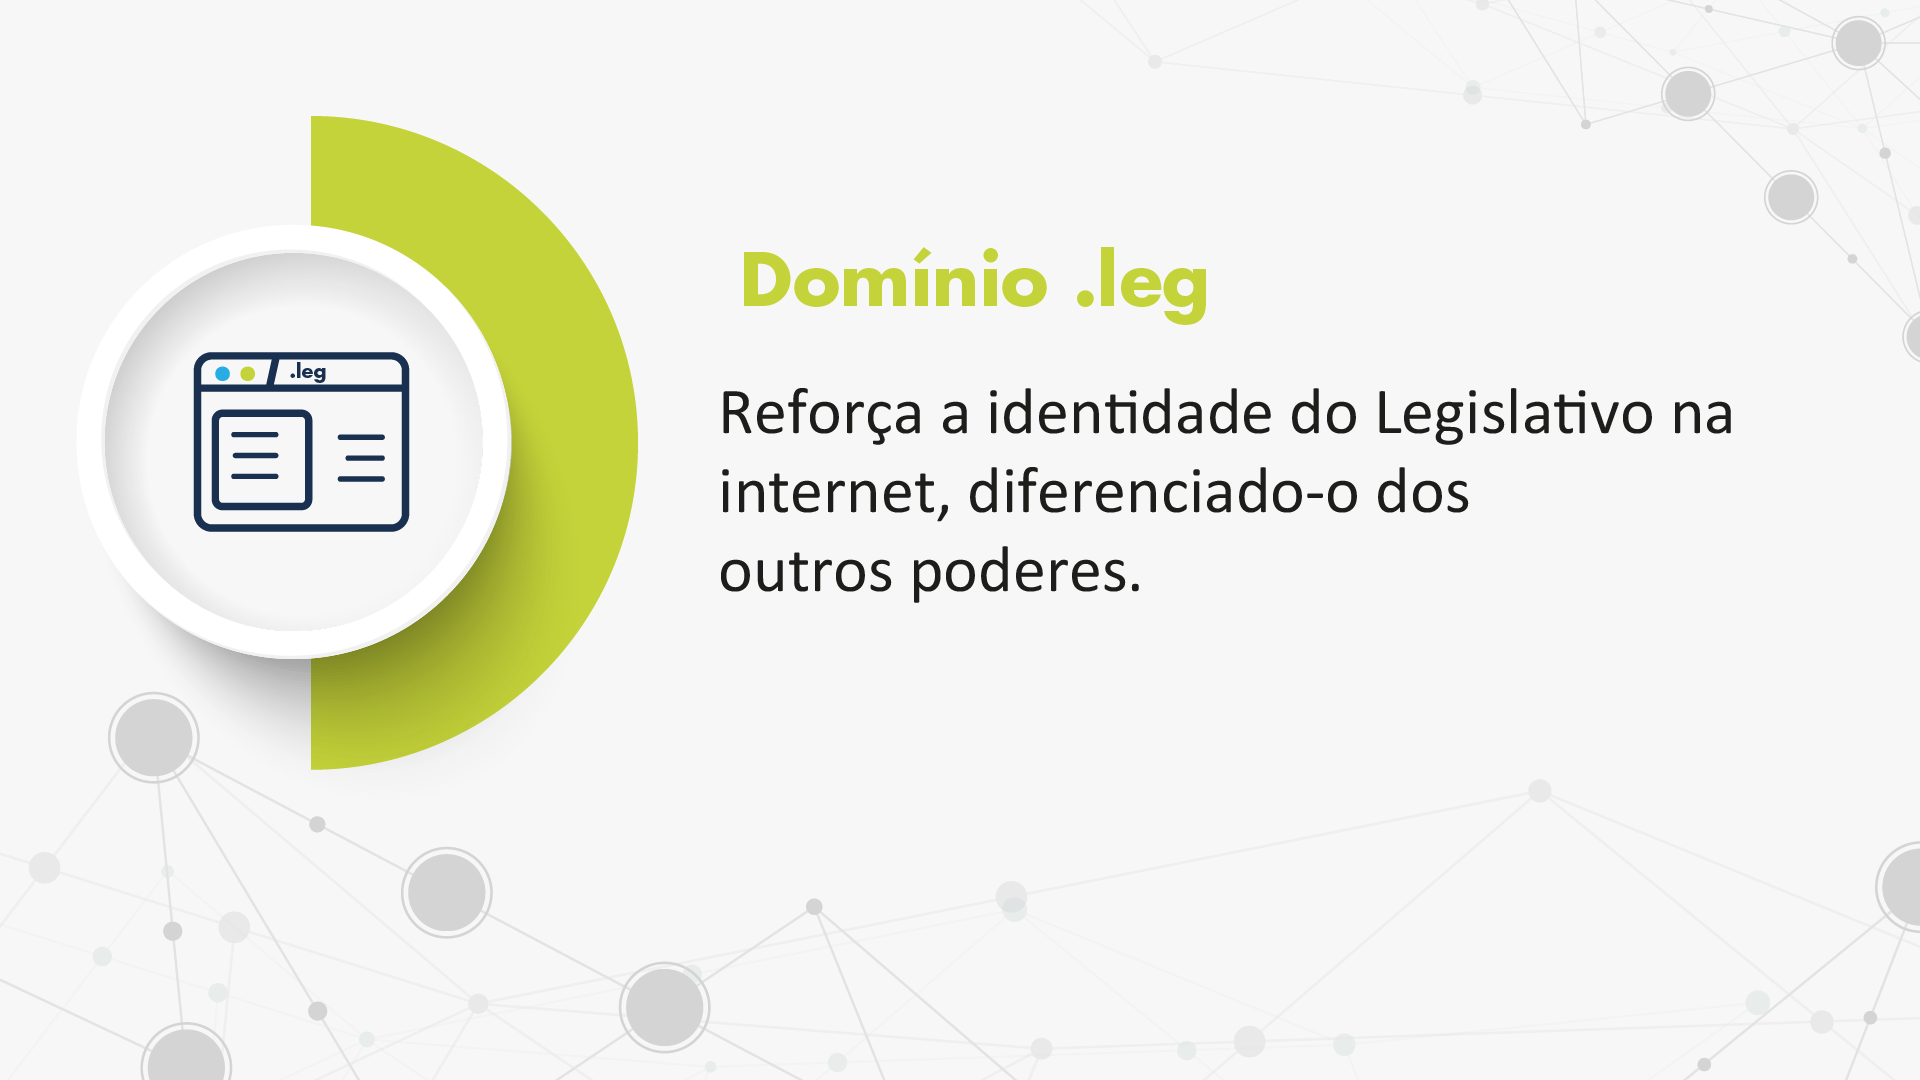 Domínio .leg
.leg
Reforça a identidade do Legislativo na
internet, diferenciado-o dos
outros poderes.